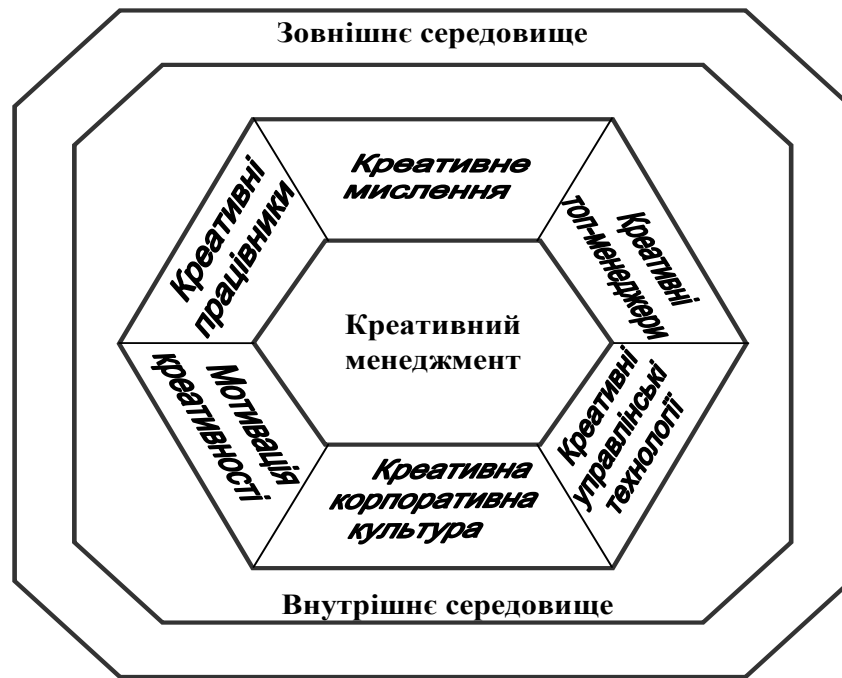 Зовнішнє середовище
Креативне
мислення
Креативні
топ-менеджери
Креативні
працівники
Креативний
менеджмент
Мотивація
креативності
Креативні
управлінські
технології
Креативна
корпоративна
культура
Внутрішнє середовище